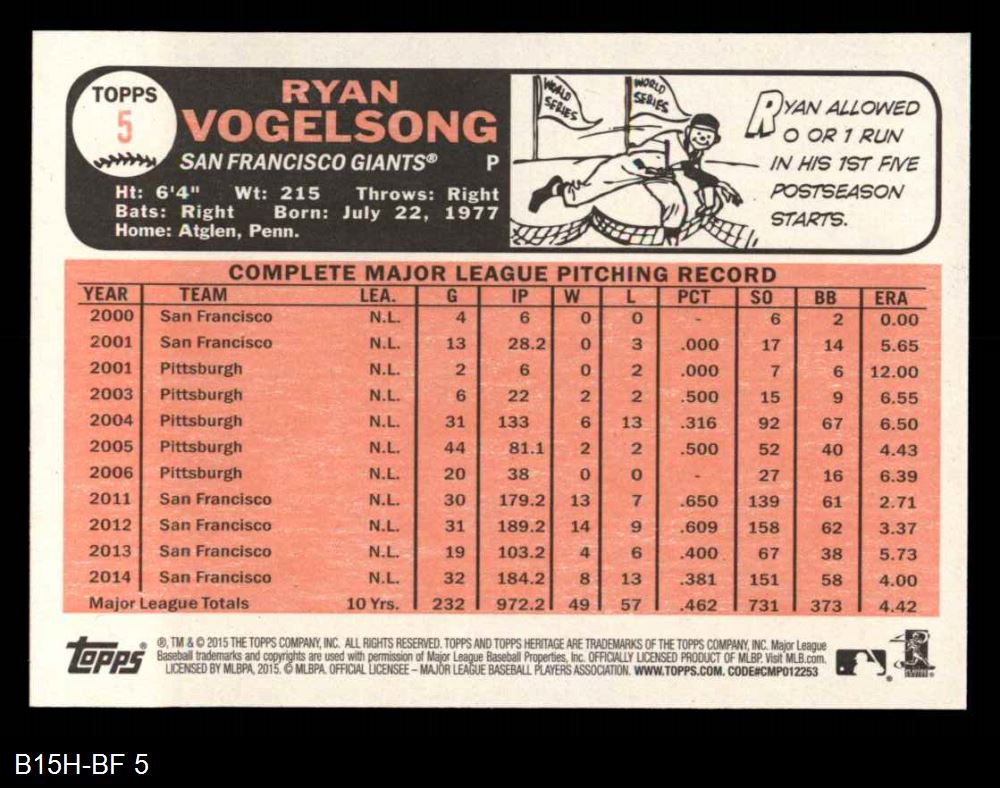 TOPPS
5
RYAN
VOGELSONG
SAN FRANCISCO GIANTS® P
Ht: 6'4" Wt: 215 Throws: Right
Bats: Right Born: July 22, 1977
Home: Atglen, Penn.
WORLD SERIES
WORLD SERIES
RYAN ALLOWED
0 OR 1 RUN
IN HIS 1ST FIVE
POSTSEASON
STARTS.
COMPLETE MAJOR LEAGUE PITCHING RECORD
YEAR TEAM LEA. G IP W L PCT SO BB ERA
2000 San Francisco N.L. 4 6 0 0 - 6 2 0.00
2001 San Francisco N.L. 13 28.2 0 3 .000 17 14 5.65
2001 Pittsburgh N.L. 2 6 0 2 .000 7 6 12.00
2003 Pittsburgh N.L. 6 22 2 2 .500 15 9 6.55
2004 Pittsburgh N.L. 31 133 6 13 .316 92 67 6.50
2005 Pittsburgh N.L. 44 81.1 2 2 .500 52 40 4.43
2006 Pittsburgh N.L. 20 38 0 0 - 27 16 6.39
2011 San Francisco N.L. 30 179.2 13 7 .650 139 61 2.71
2012 San Francisco N.L. 31 189.2 14 9 .609 158 62 3.37
2013 San Francisco N.L. 19 103.2 4 6 .400 67 38 5.73
2014 San Francisco N.L. 32 184.2 8 13 .381 151 58 4.00
Major League Totals 10 Yrs. 232 972.2 49 57 .462 731 373 4.42
Topps®
®, TM & © 2015 THE TOPPS COMPANY, INC. ALL RIGHTS RESERVED. TOPPS AND TOPPS HERITAGE ARE TRADEMARKS OF THE TOPPS COMPANY, INC. Major League
Baseball trademarks and copyrights are used with permission of Major League Baseball Properties, Inc. OFFICIALLY LICENSED PRODUCT OF MLBP. Visit MLB.com.
LICENSED BY MLBPA, 2015. © MLBPA. OFFICIAL LICENSEE – MAJOR LEAGUE BASEBALL PLAYERS ASSOCIATION. WWW.TOPPS.COM. CODE#CMP012253
B15H-BF 5